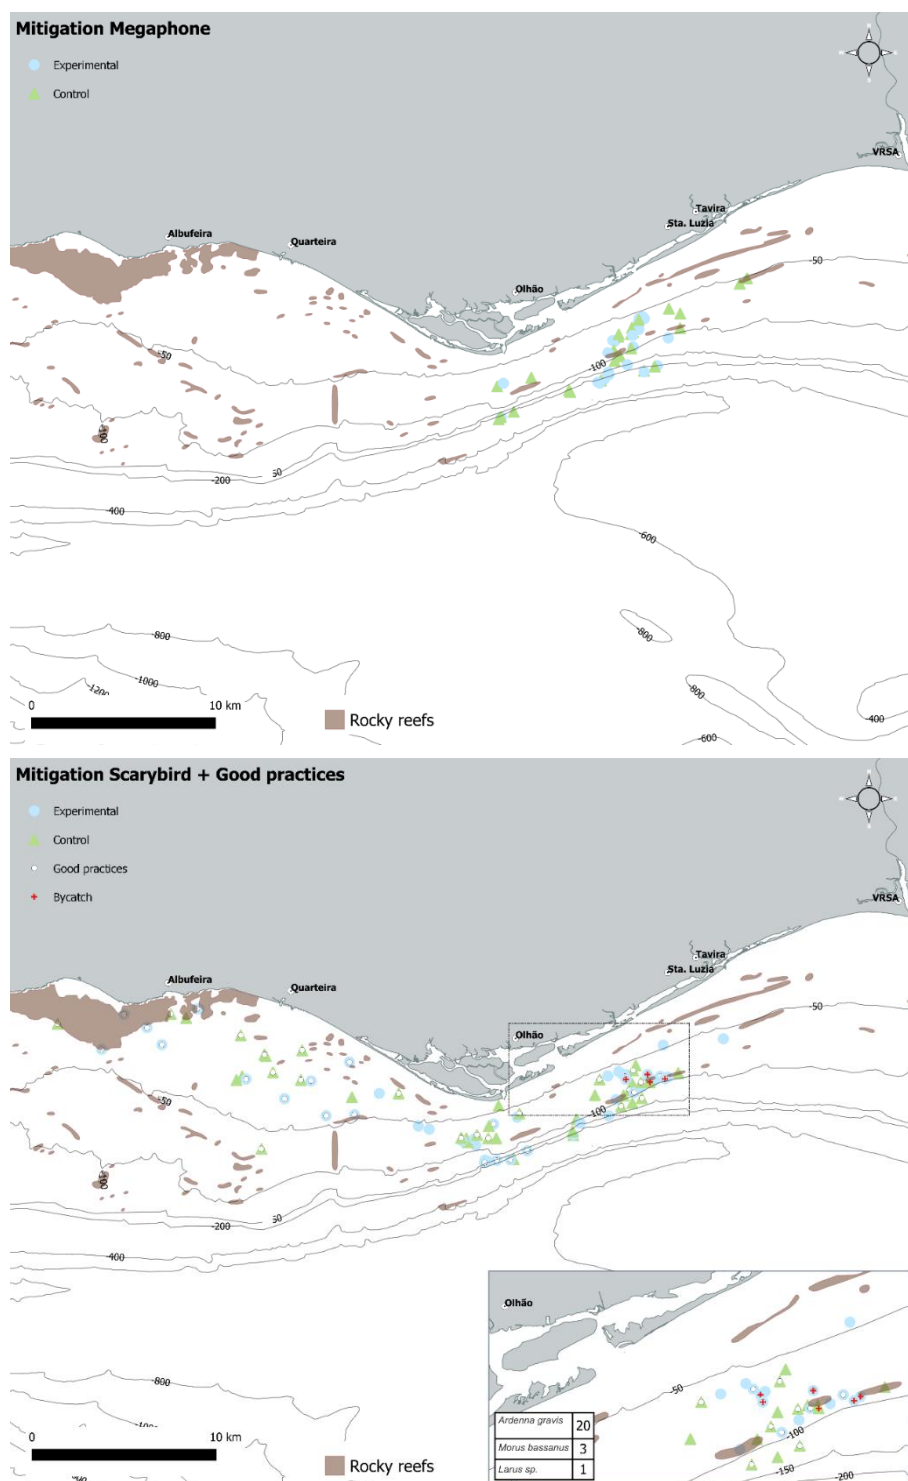 Mitigation Megaphone
Experimental
Control
VRSA
Tavira
Sta. Luzia
Albufeira
Quarteira
Olhão
-50
-50
-100
-100
-200
50
-400
-600
-800
-800
-1000
-1200
-800
-400
-600
0 10 km
Rocky reefs
Mitigation Scarybird + Good practices
Experimental
Control
Good practices
Bycatch
VRSA
Tavira
Sta. Luzia
Albufeira
Quarteira
Olhão
-50
-50
-100
-100
-200
50
-400
-800
0 10 km
Rocky reefs
Olhão
-50
-100
-150
-200
Ardenna gravis 20
Morus bassanus 3
Larus sp. 1